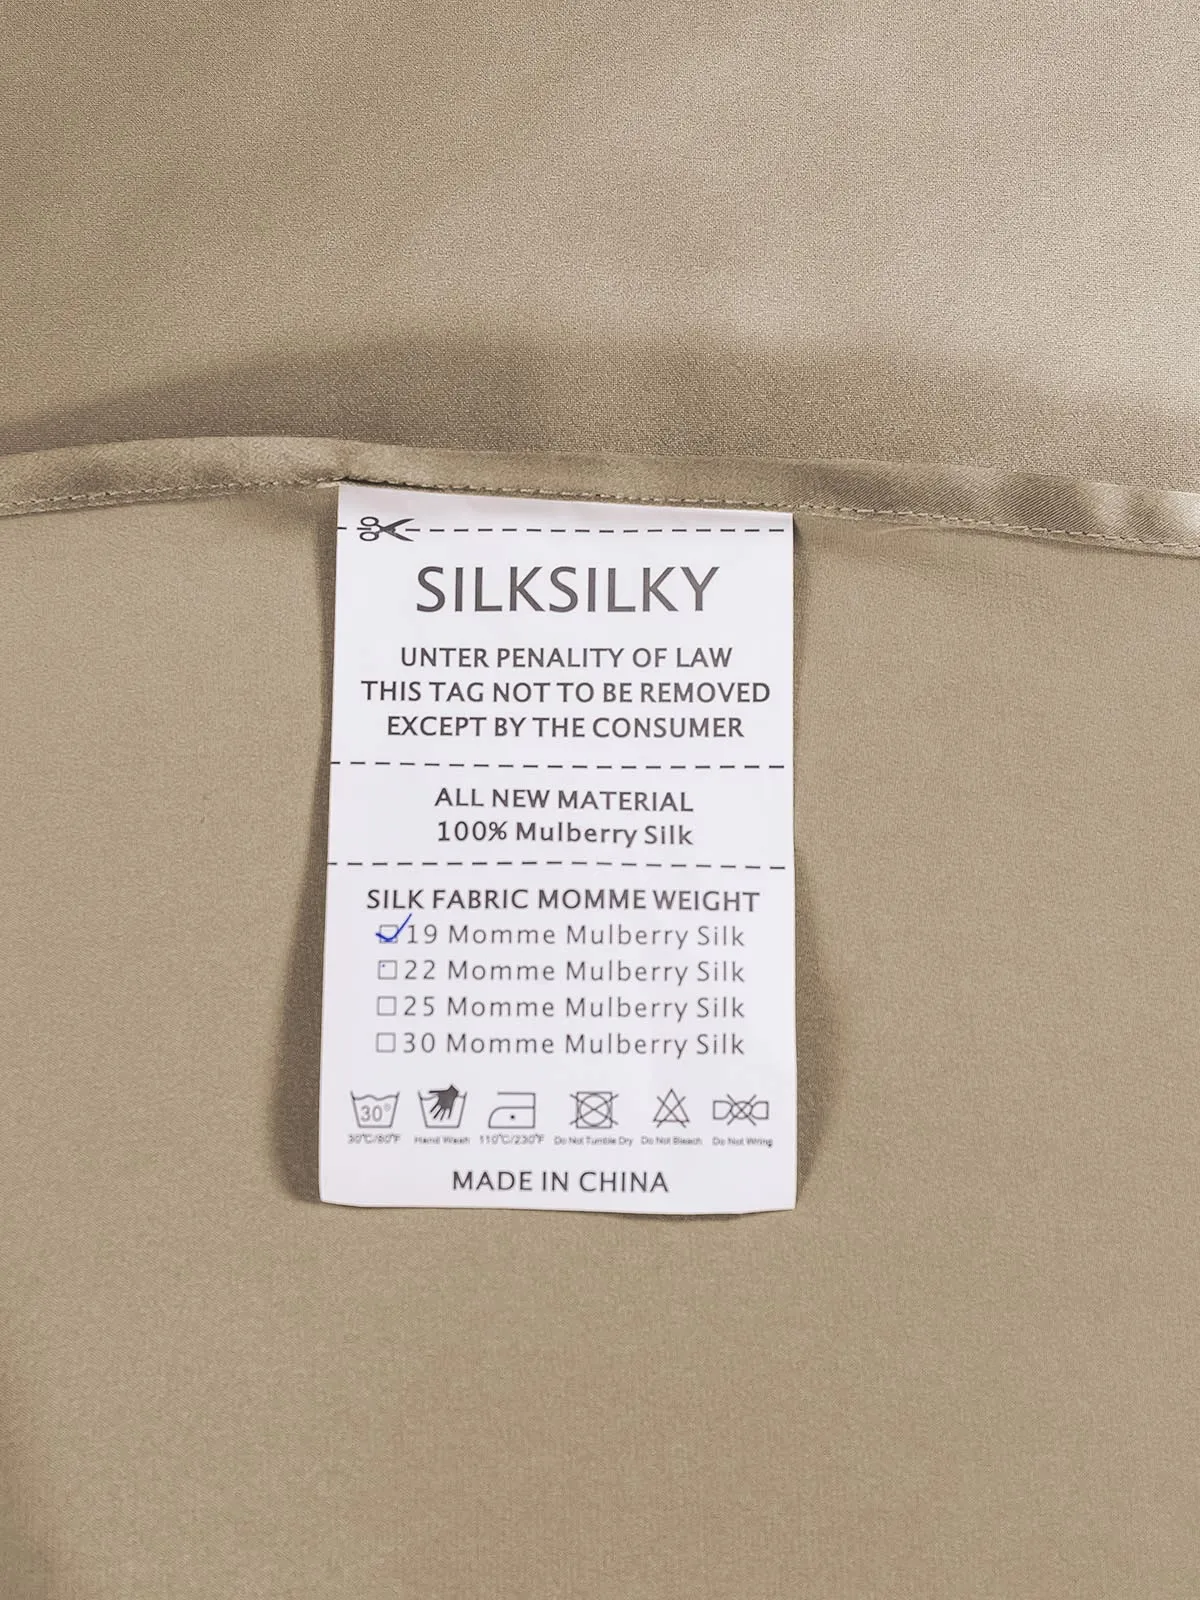 SILKSILKY
UNTER PENALITY OF LAW
THIS TAG NOT TO BE REMOVED
EXCEPT BY THE CONSUMER
ALL NEW MATERIAL
100% Mulberry Silk
SILK FABRIC MOMME WEIGHT
19 Momme Mulberry Silk
22 Momme Mulberry Silk
25 Momme Mulberry Silk
30 Momme Mulberry Silk
30°
30℃/80℉ Hand Wash 110℃/230℉ Do Not Tumble Dry Do Not Bleach Do Not Wring
MADE IN CHINA